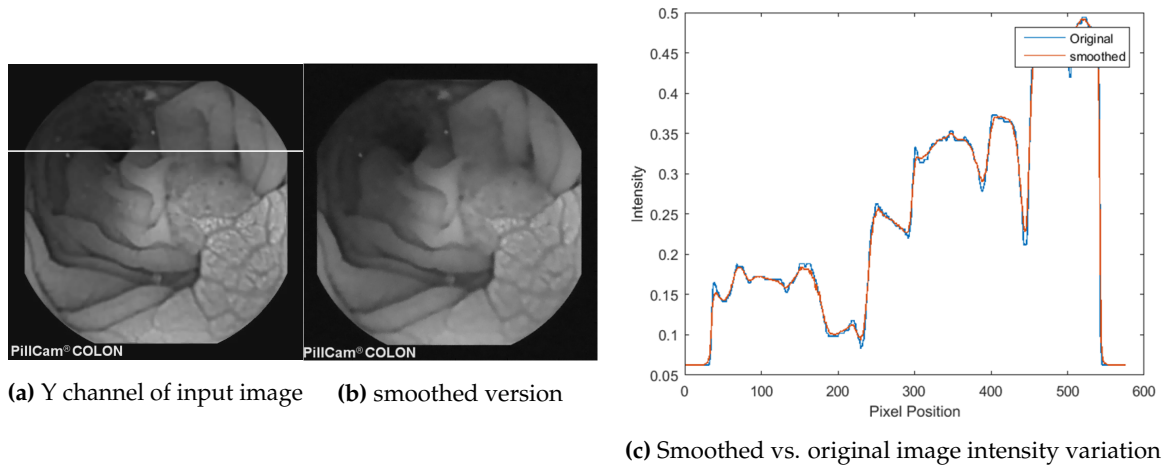 PillCam® COLON
PillCam® COLON
(a) Y channel of input image
(b) smoothed version
0.5
0.45
0.4
0.35
0.3
0.25
0.2
0.15
0.1
0.05
Intensity
0
100
200
300
400
500
600
Pixel Position
Original
smoothed
(c) Smoothed vs. original image intensity variation